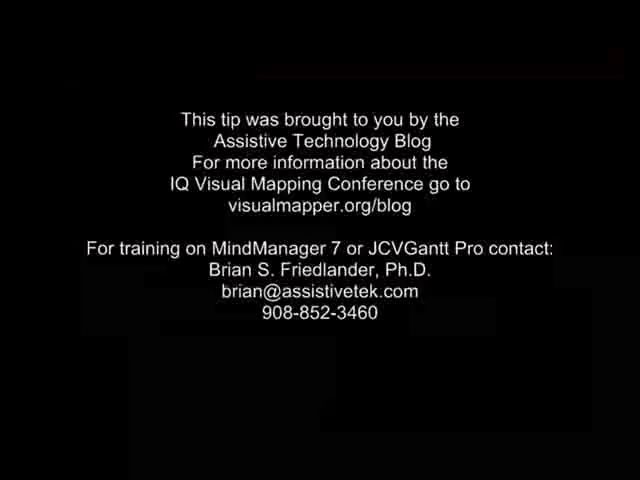 This tip was brought to you by the
Assistive Technology Blog
For more information about the
IQ Visual Mapping Conference go to
visualmapper.org/blog
For training on MindManager 7 or JCVGantt Pro contact:
Brian S. Friedlander, Ph.D.
brian@assistivetek.com
908-852-3460